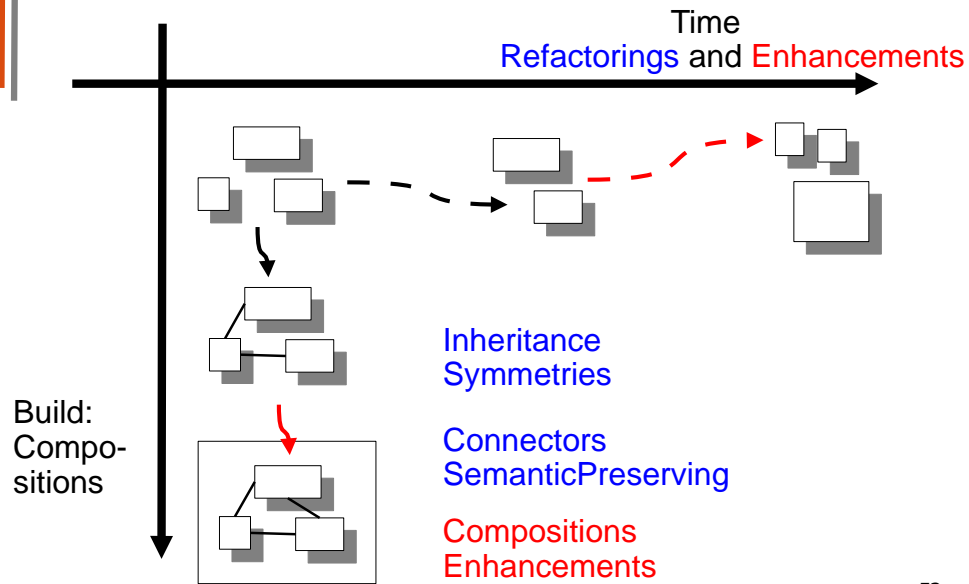 Time
Refactorings and Enhancements
Inheritance
Symmetries
Build:
Compo-
sitions
Connectors
SemanticPreserving
Compositions
Enhancements